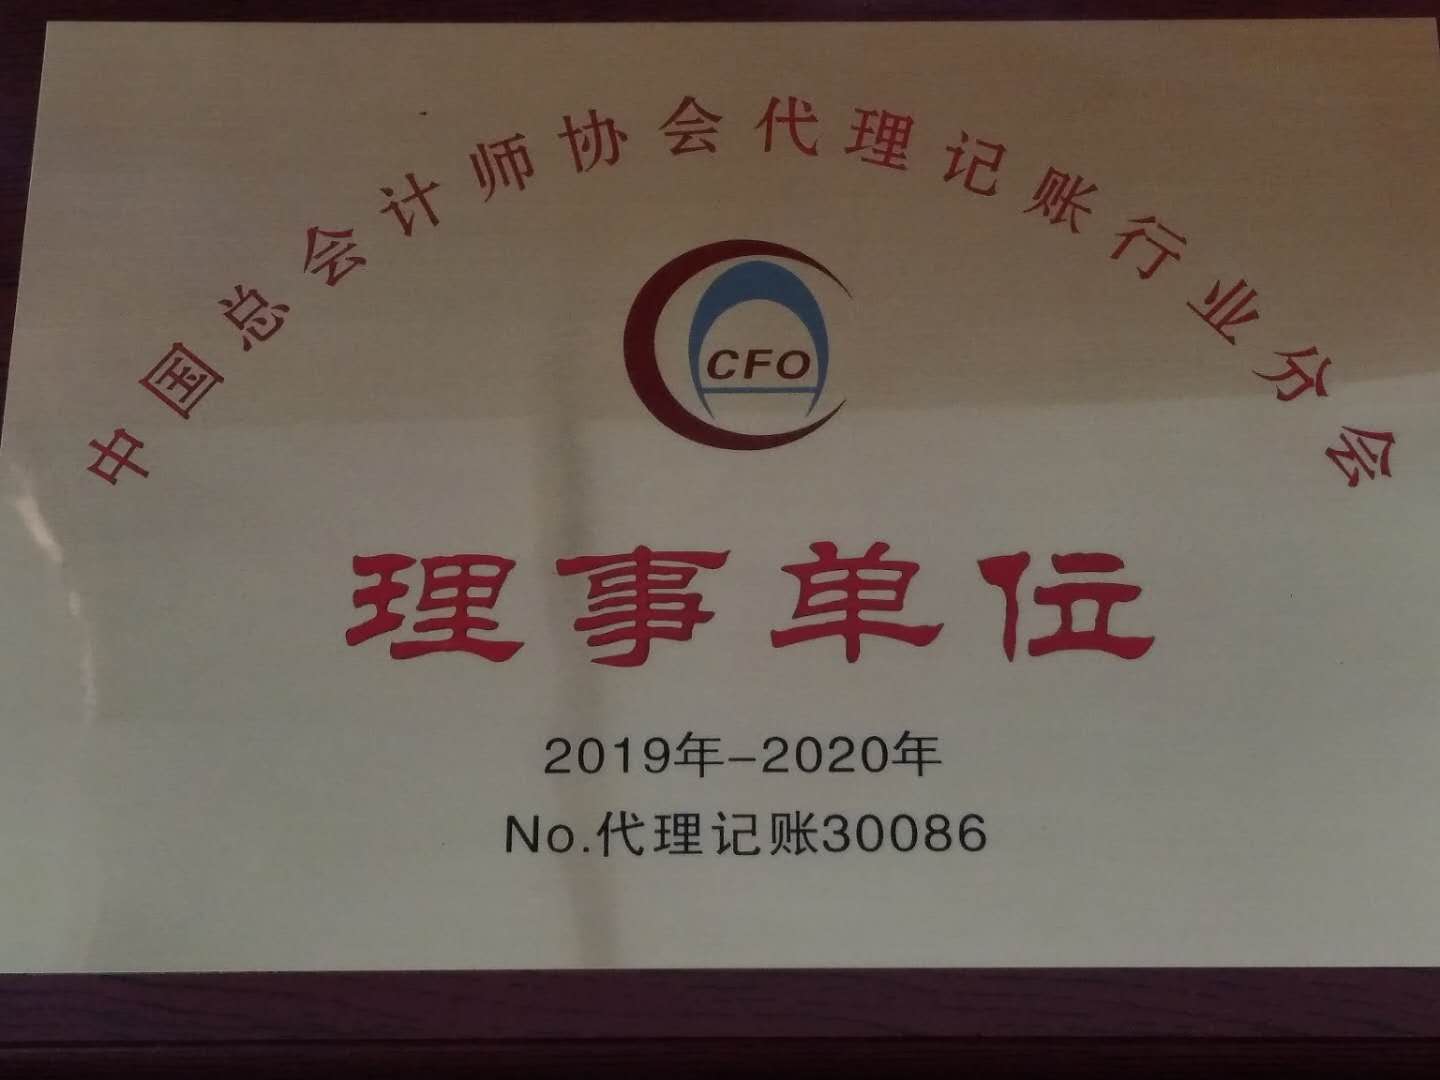 中国总会计师协会代理记账行业分会
CFO
理事单位
2019年-2020年
No.代理记账30086